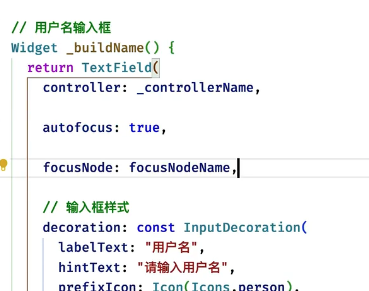 // 用户名输入框
Widget _buildName() {
return TextField(
controller: _controllerName,
autofocus: true,
focusNode: focusNodeName,
// 输入框样式
decoration: const InputDecoration(
labelText: "用户名",
hintText: "请输入用户名",
prefixIcon: Icon(Icons.person),